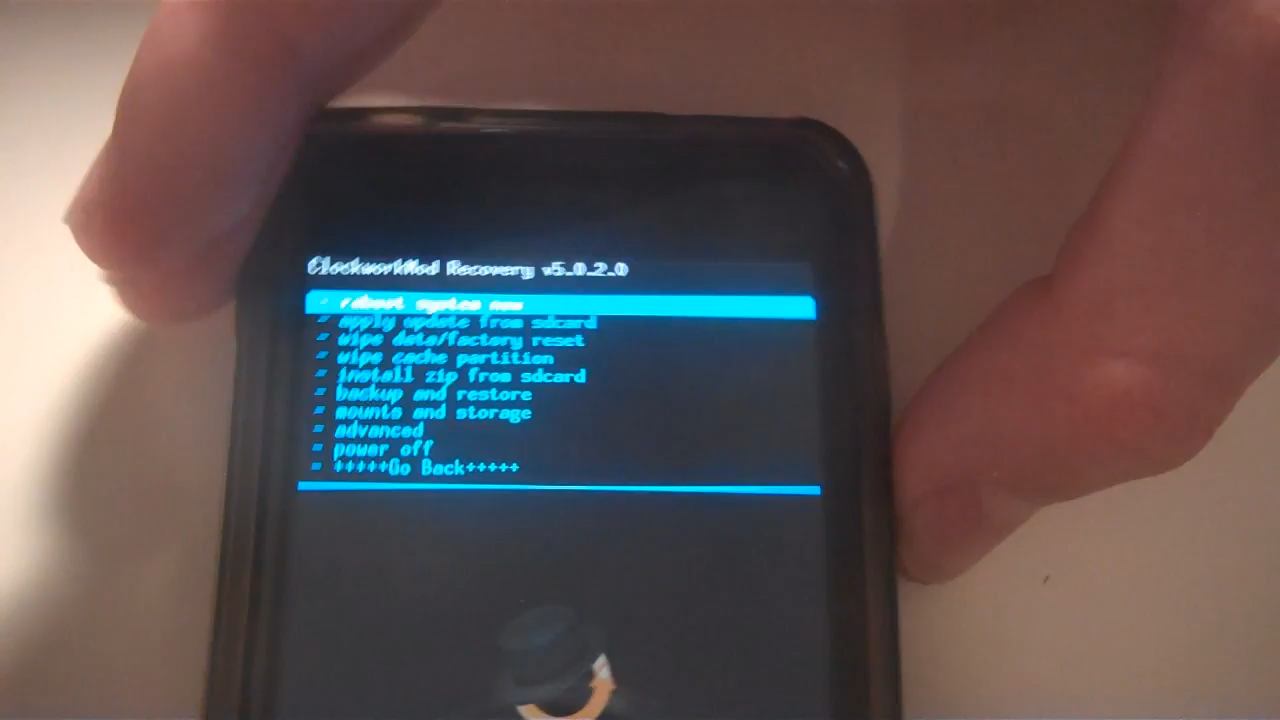 ClockworkMod Recovery v5.0.2.0
- reboot system now
- apply update from sdcard
- wipe data/factory reset
- wipe cache partition
- install zip from sdcard
- backup and restore
- mounts and storage
- advanced
- power off
- +++++Go Back+++++